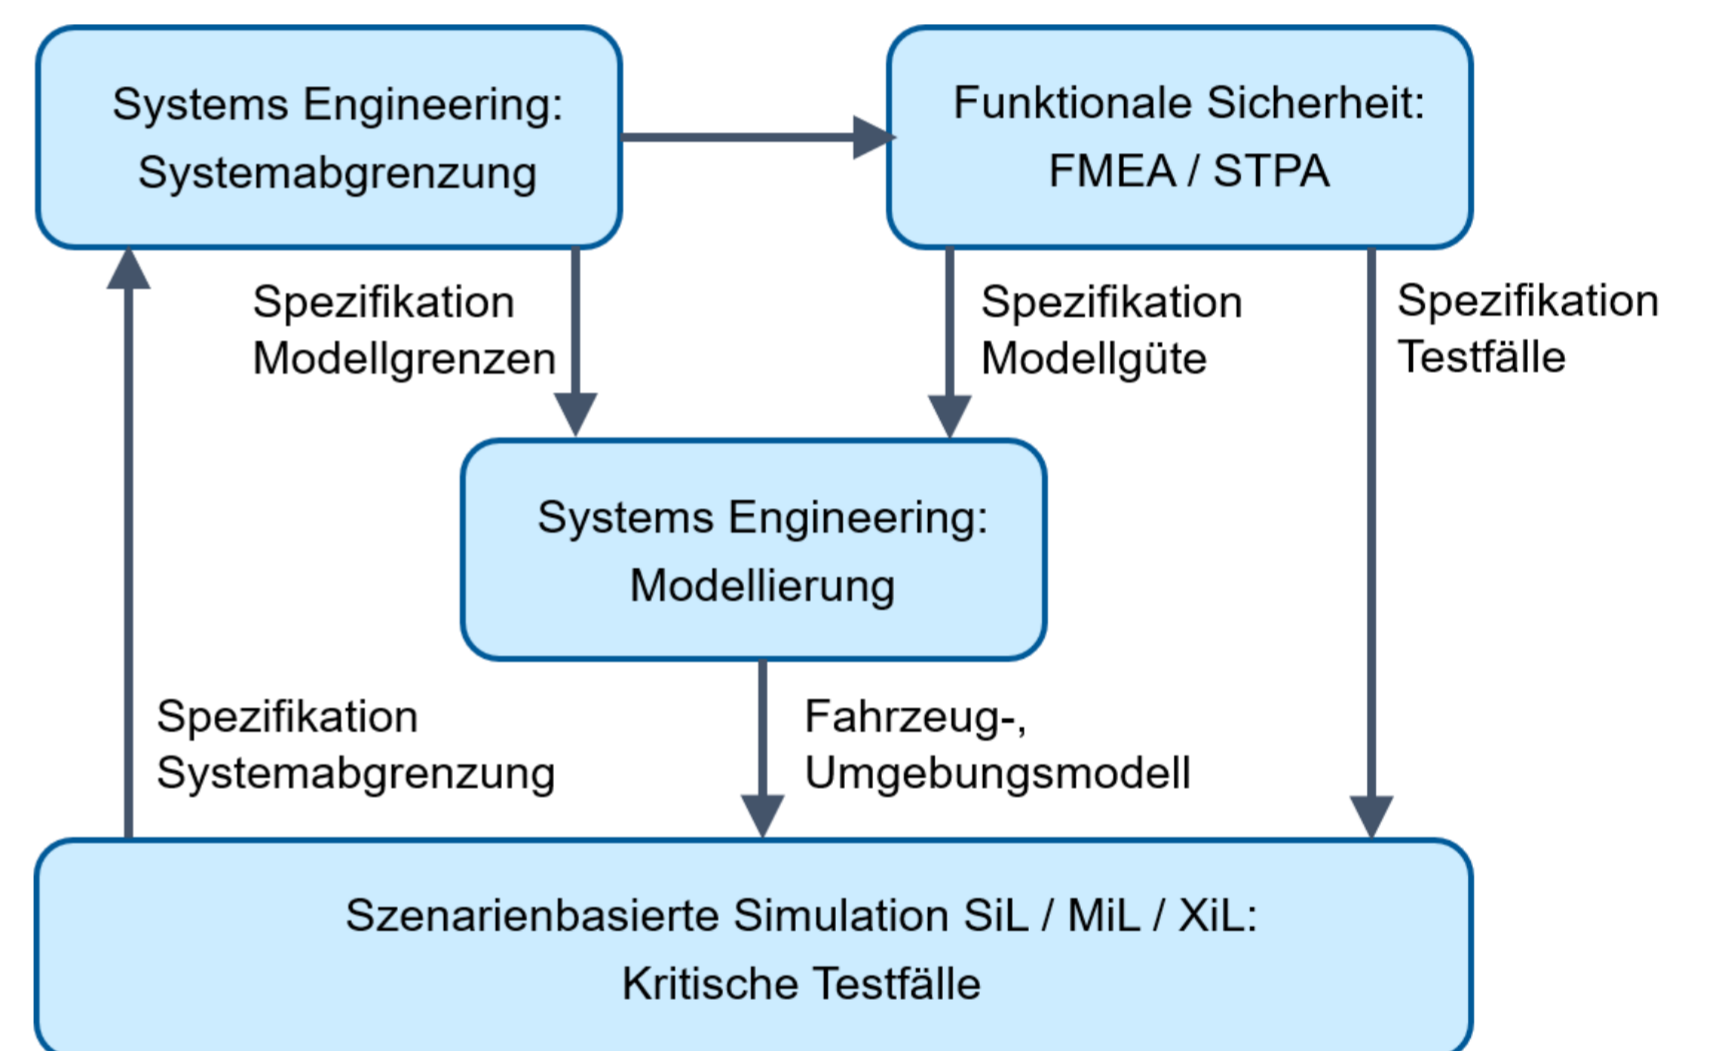 Systems Engineering:
Systemabgrenzung
Funktionale Sicherheit:
FMEA / STPA
Spezifikation
Modellgrenzen
Spezifikation
Modellgüte
Spezifikation
Testfälle
Systems Engineering:
Modellierung
Spezifikation
Systemabgrenzung
Fahrzeug-,
Umgebungsmodell
Szenarienbasierte Simulation SiL / MiL / XiL:
Kritische Testfälle